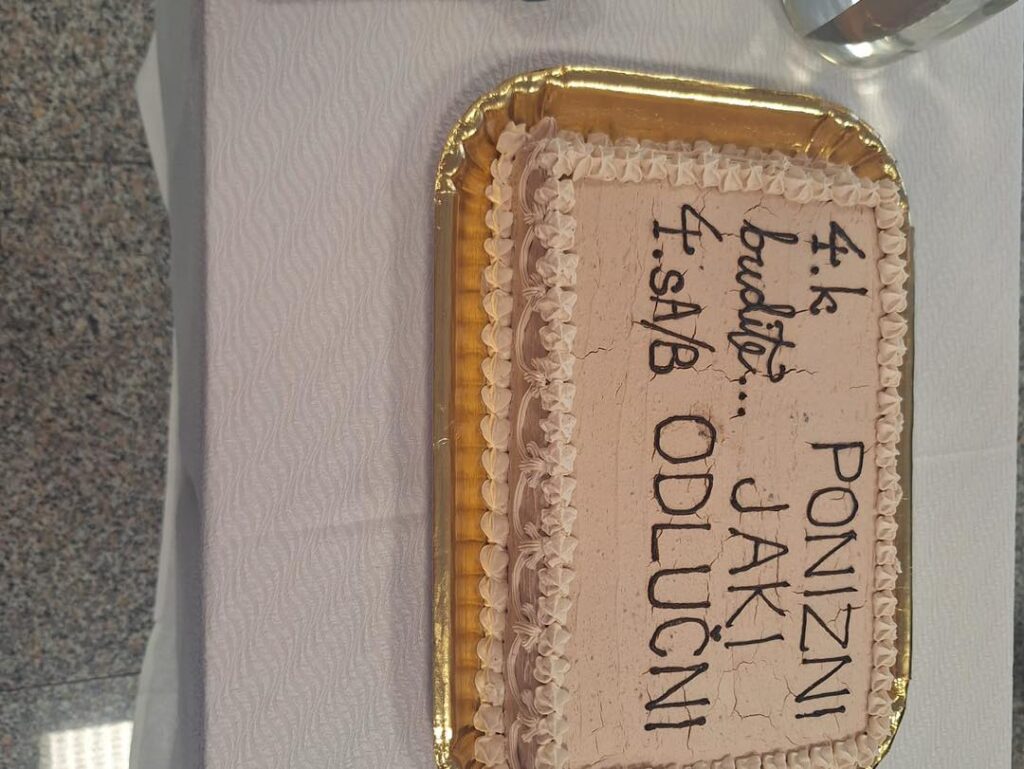 4.k PONIZNI
budite... JAKI
4.sA/B ODLUČNI